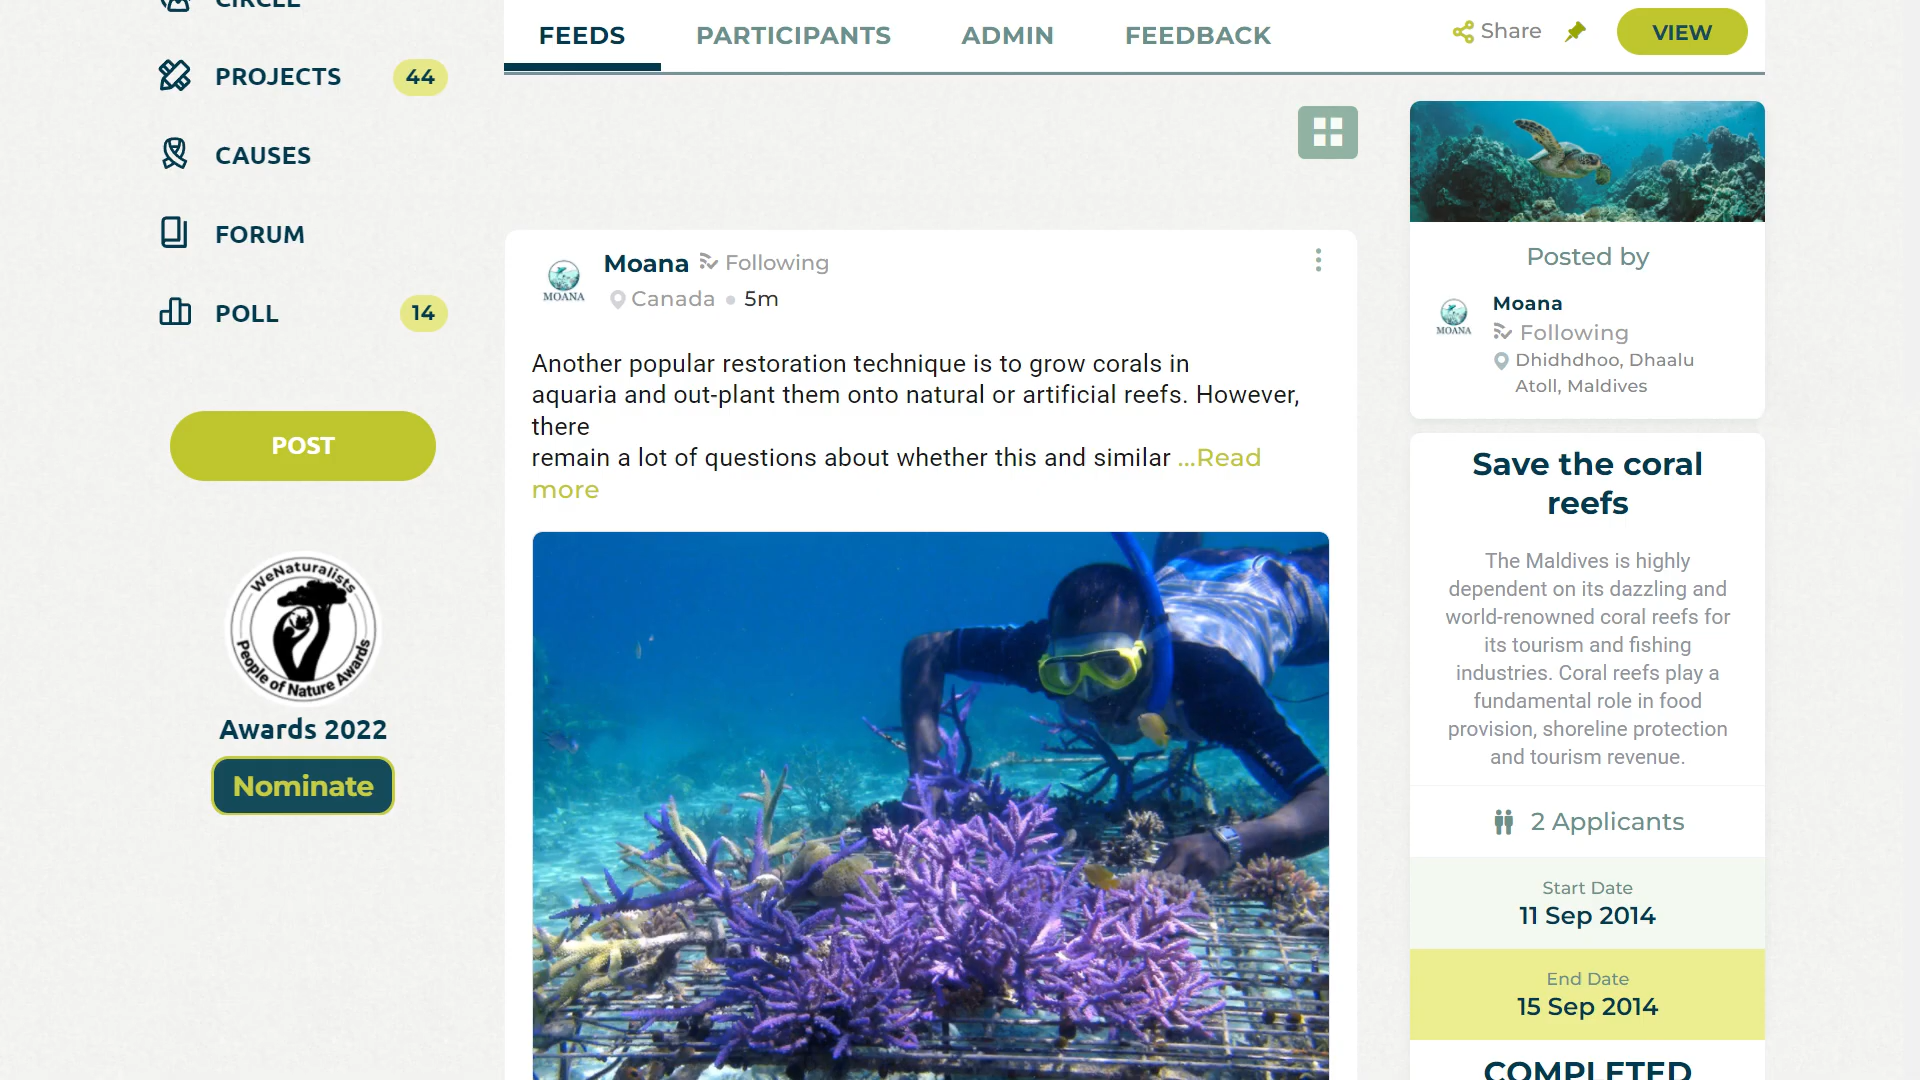 CIRCLE
PROJECTS 44
CAUSES
FORUM
POLL 14
POST
WeNaturalists
People of Nature Awards
Awards 2022
Nominate
FEEDS PARTICIPANTS ADMIN FEEDBACK
Share VIEW
Moana Following
MOANA
Canada 5m
Another popular restoration technique is to grow corals in
aquaria and out-plant them onto natural or artificial reefs. However,
there
remain a lot of questions about whether this and similar ...Read
more
Posted by
Moana
MOANA
Following
Dhidhdhoo, Dhaalu
Atoll, Maldives
Save the coral
reefs
The Maldives is highly
dependent on its dazzling and
world-renowned coral reefs for
its tourism and fishing
industries. Coral reefs play a
fundamental role in food
provision, shoreline protection
and tourism revenue.
2 Applicants
Start Date
11 Sep 2014
End Date
15 Sep 2014
COMPLETED